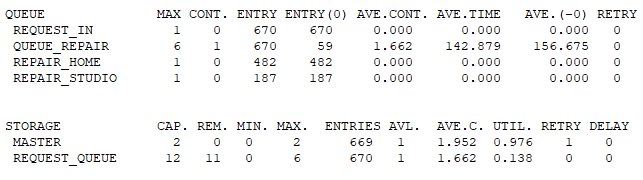 QUEUE MAX CONT. ENTRY ENTRY(0) AVE.CONT. AVE.TIME AVE.(-0) RETRY
REQUEST_IN 1 0 670 670 0.000 0.000 0.000 0
QUEUE_REPAIR 6 1 670 59 1.662 142.879 156.675 0
REPAIR_HOME 1 0 482 482 0.000 0.000 0.000 0
REPAIR_STUDIO 1 0 187 187 0.000 0.000 0.000 0
STORAGE CAP. REM. MIN. MAX. ENTRIES AVL. AVE.C. UTIL. RETRY DELAY
MASTER 2 0 0 2 669 1 1.952 0.976 1 0
REQUEST_QUEUE 12 11 0 6 670 1 1.662 0.138 0 0